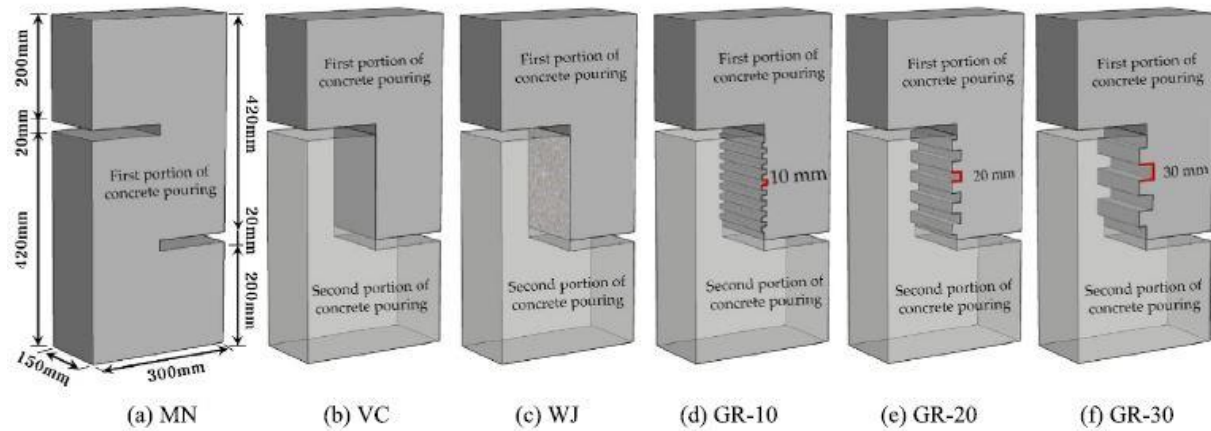 200mm
20mm
420mm
150mm
300mm
420mm
20mm
200mm
First portion of
concrete pouring
First portion of
concrete pouring
Second portion of
concrete pouring
First portion of
concrete pouring
Second portion of
concrete pouring
First portion of
concrete pouring
10 mm
Second portion of
concrete pouring
First portion of
concrete pouring
20 mm
Second portion of
concrete pouring
First portion of
concrete pouring
30 mm
Second portion of
concrete pouring
(a) MN
(b) VC
(c) WJ
(d) GR-10
(e) GR-20
(f) GR-30